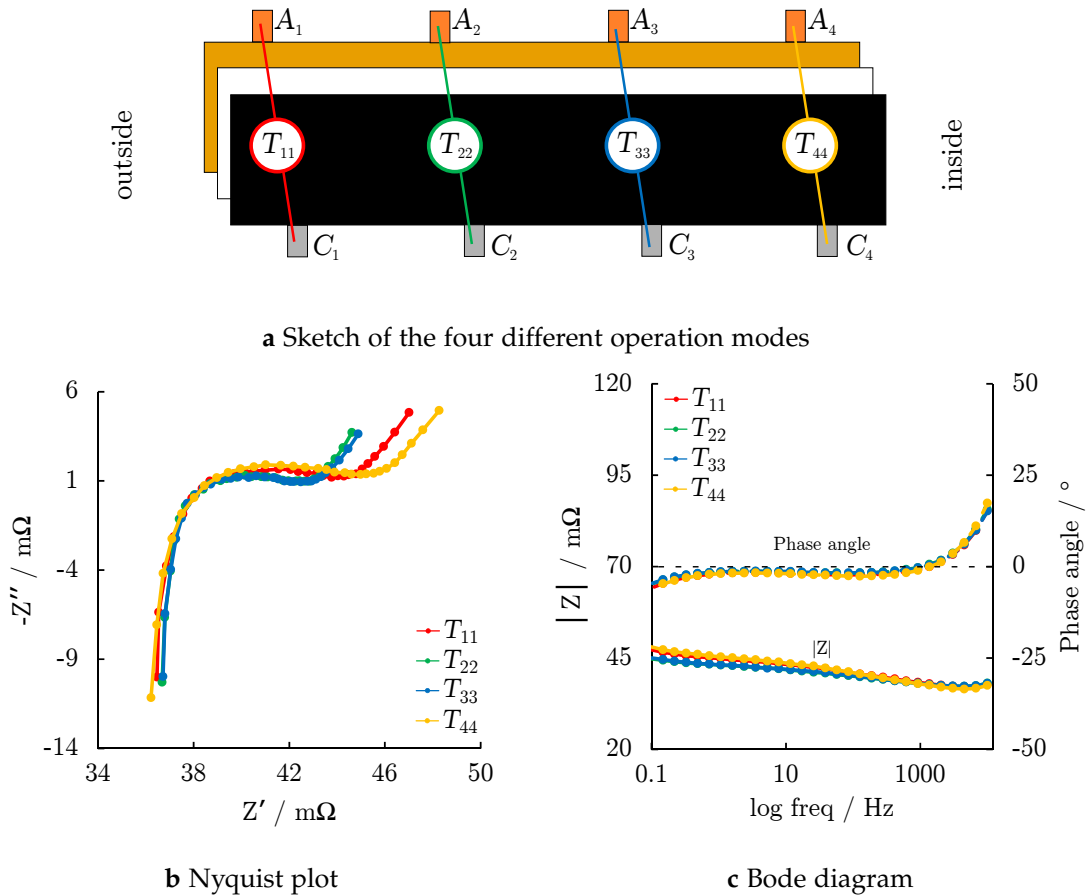 A1 A2 A3 A4
outside
T11 T22 T33 T44
inside
C1 C2 C3 C4
a Sketch of the four different operation modes
-Z″ / mΩ
6
1
-4
-9
-14
34 38 42 46 50
Z′ / mΩ
T11
T22
T33
T44
b Nyquist plot
|Z| / mΩ
120
95
70
45
20
T11
T22
T33
T44
Phase angle
|Z|
50
25
0
-25
-50
Phase angle / °
0.1 10 1000
log freq / Hz
c Bode diagram